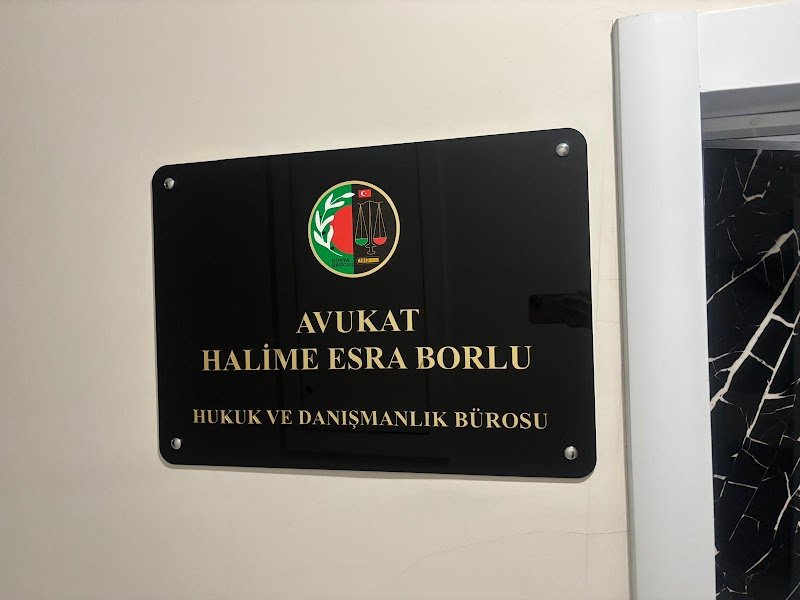 AVUKAT
HALİME ESRA BORLU
HUKUK VE DANIŞMANLIK BÜROSU